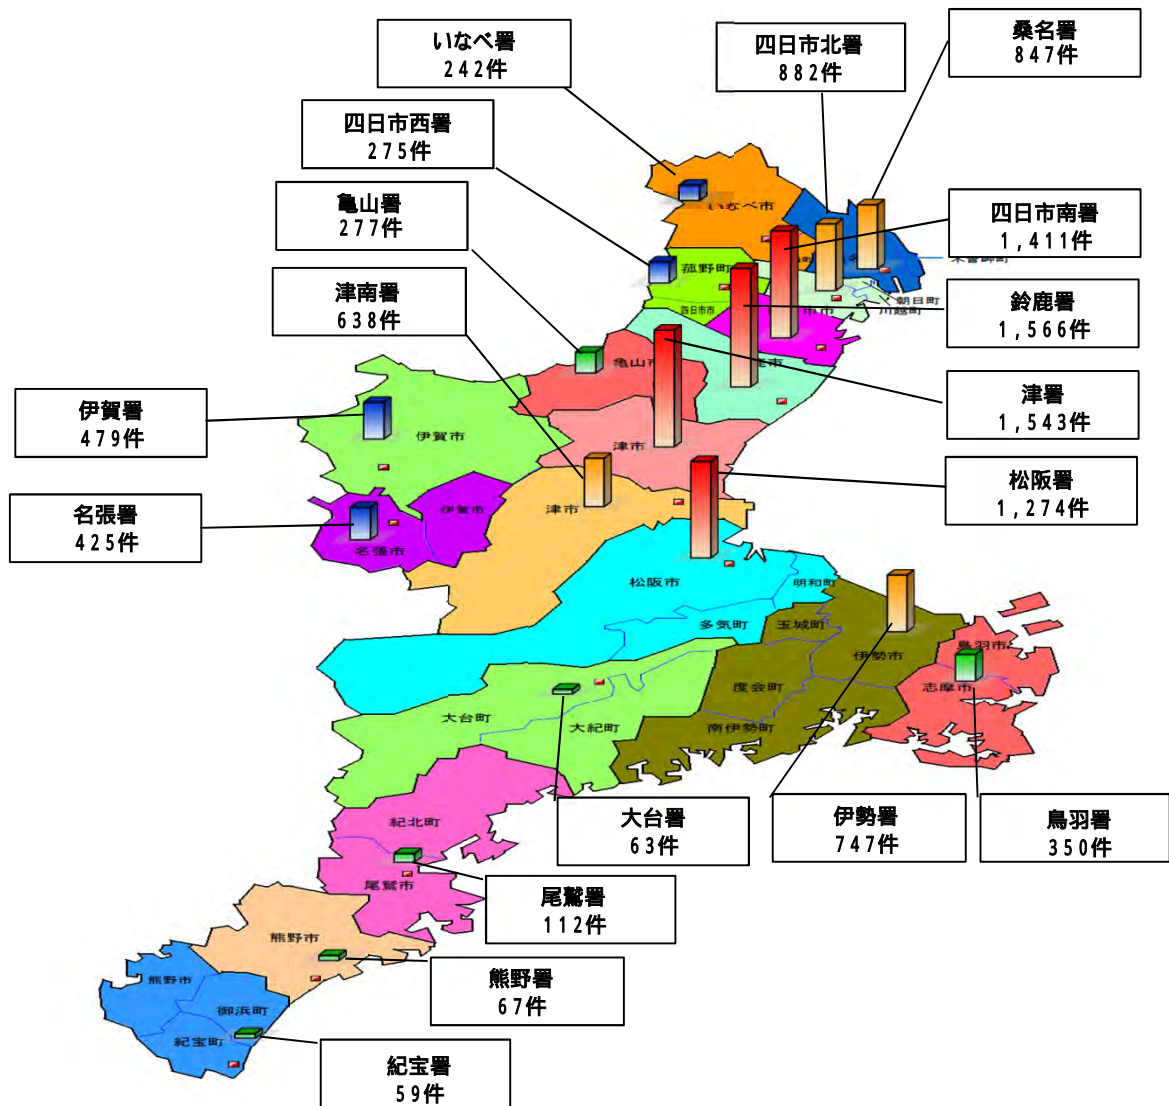 いなべ署
242件
四日市北署
882件
桑名署
847件
四日市西署
275件
亀山署
277件
四日市南署
1,411件
津南署
638件
鈴鹿署
1,566件
津署
1,543件
伊賀署
479件
松阪署
1,274件
名張署
425件
大台署
63件
伊勢署
747件
鳥羽署
350件
尾鷲署
112件
熊野署
67件
紀宝署
59件
いなべ市
菰野町
朝日町
川越町
四日市市
亀山市
伊賀市
津市
伊賀市
名張市
津市
松阪市
明和町
多気町
玉城町
伊勢市
鳥羽市
志摩市
度会町
南伊勢町
大台町
大紀町
紀北町
尾鷲市
熊野市
熊野市
御浜町
紀宝町